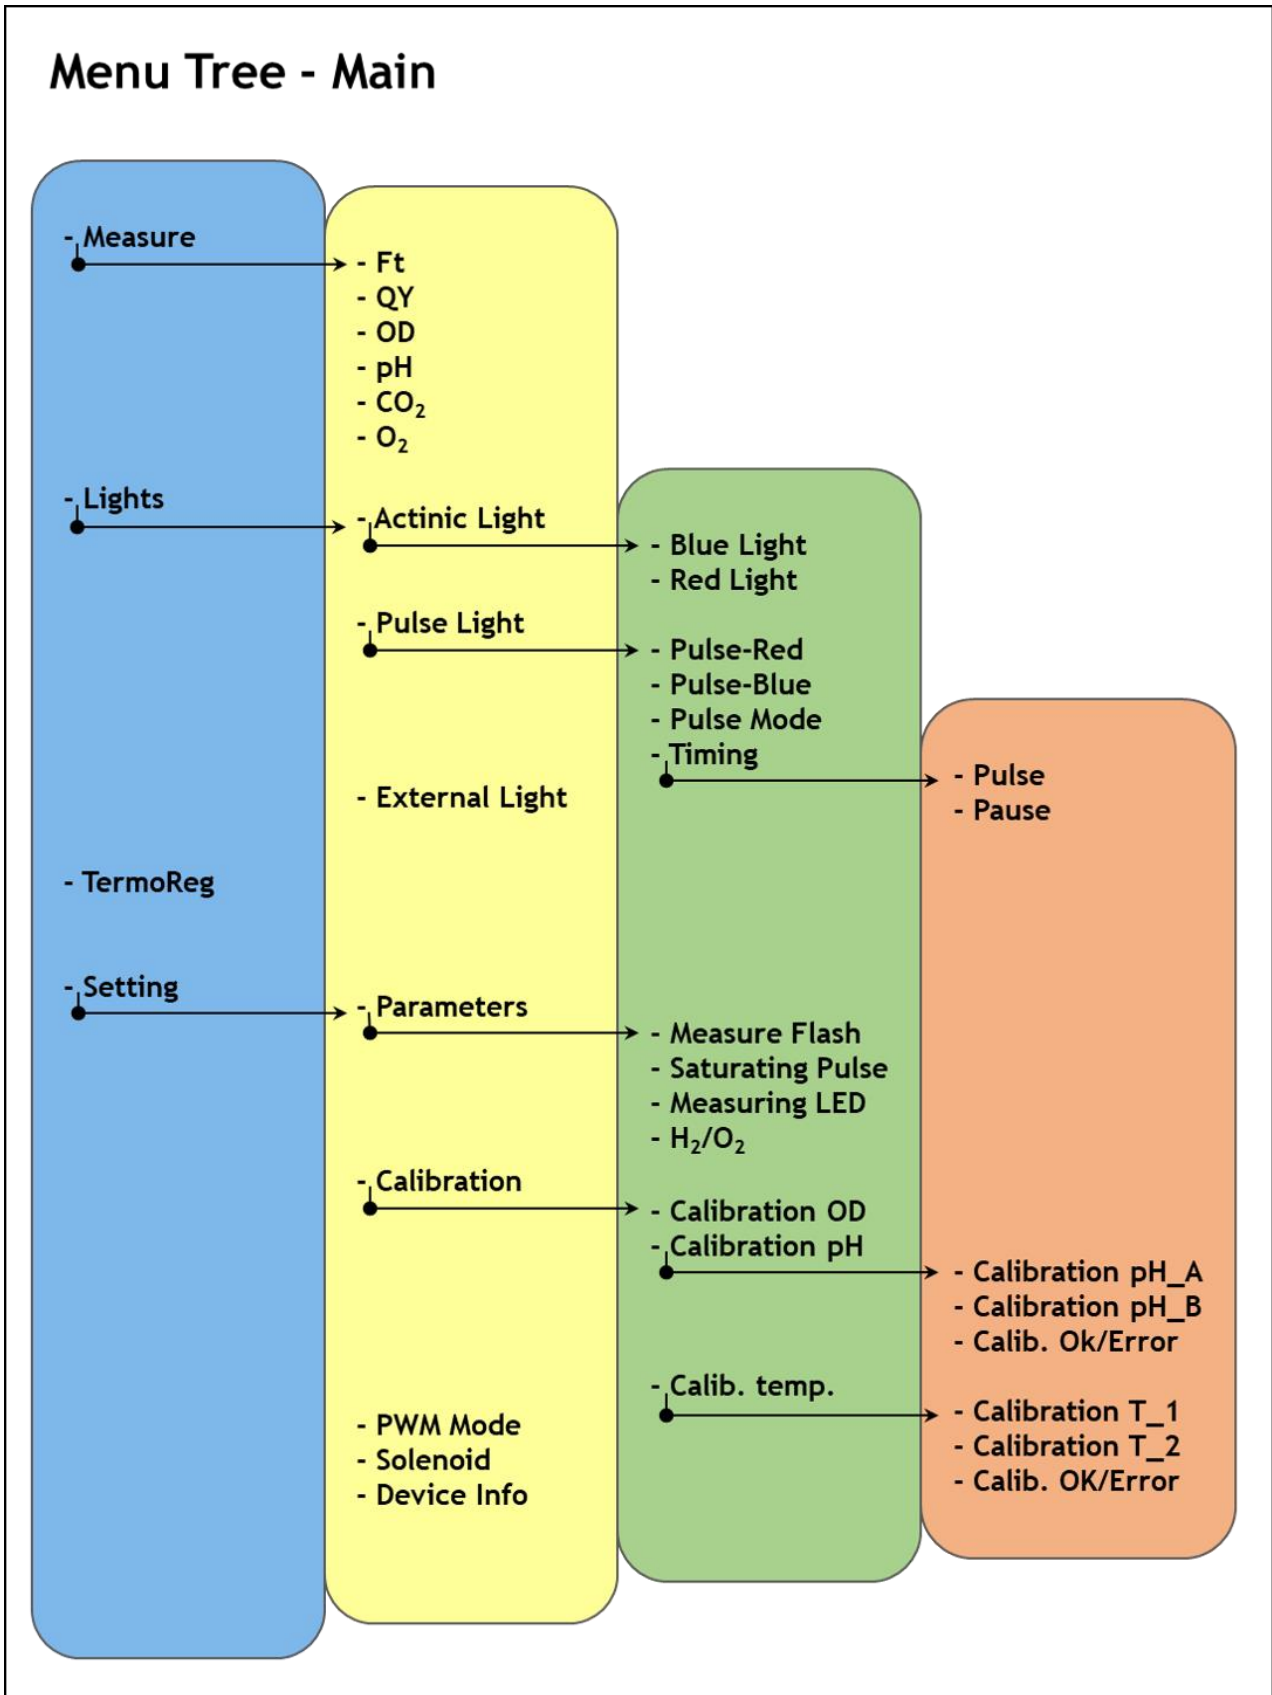 Menu Tree - Main
- Measure
- Ft
- QY
- OD
- pH
- CO₂
- O₂
- Lights
- Actinic Light
- Blue Light
- Red Light
- Pulse Light
- Pulse-Red
- Pulse-Blue
- Pulse Mode
- Timing
- Pulse
- Pause
- External Light
- TermoReg
- Setting
- Parameters
- Measure Flash
- Saturating Pulse
- Measuring LED
- H₂/O₂
- Calibration
- Calibration OD
- Calibration pH
- Calibration pH_A
- Calibration pH_B
- Calib. Ok/Error
- Calib. temp.
- Calibration T_1
- Calibration T_2
- Calib. OK/Error
- PWM Mode
- Solenoid
- Device Info